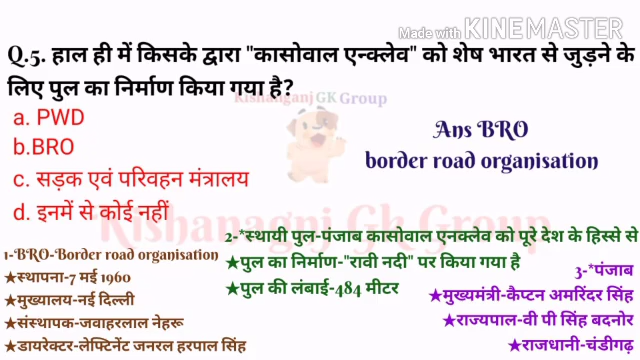 Made with KINEMASTER
Q.5. हाल ही में किसके द्वारा "कासोवाल एन्क्लेव" को शेष भारत से जुड़ने के
लिए पुल का निर्माण किया गया है?
Kishanganj GK Group
a. PWD
b.BRO
c. सड़क एवं परिवहन मंत्रालय
d. इनमें से कोई नहीं
Ans BRO
border road organisation
Kishanagnj Gk Group
1-BRO-Border road organisation
★स्थापना-7 मई 1960
★मुख्यालय-नई दिल्ली
★संस्थापक-जवाहरलाल नेहरू
★डायरेक्टर-लेफ्टिनेंट जनरल हरपाल सिंह
2-*स्थायी पुल-पंजाब कासोवाल एनक्लेव को पूरे देश के हिस्से से
★पुल का निर्माण-"रावी नदी" पर किया गया है
★पुल की लंबाई-484 मीटर
3-*पंजाब
★मुख्यमंत्री-कैप्टन अमरिंदर सिंह
★राज्यपाल-वी पी सिंह बदनोर
★राजधानी-चंडीगढ़